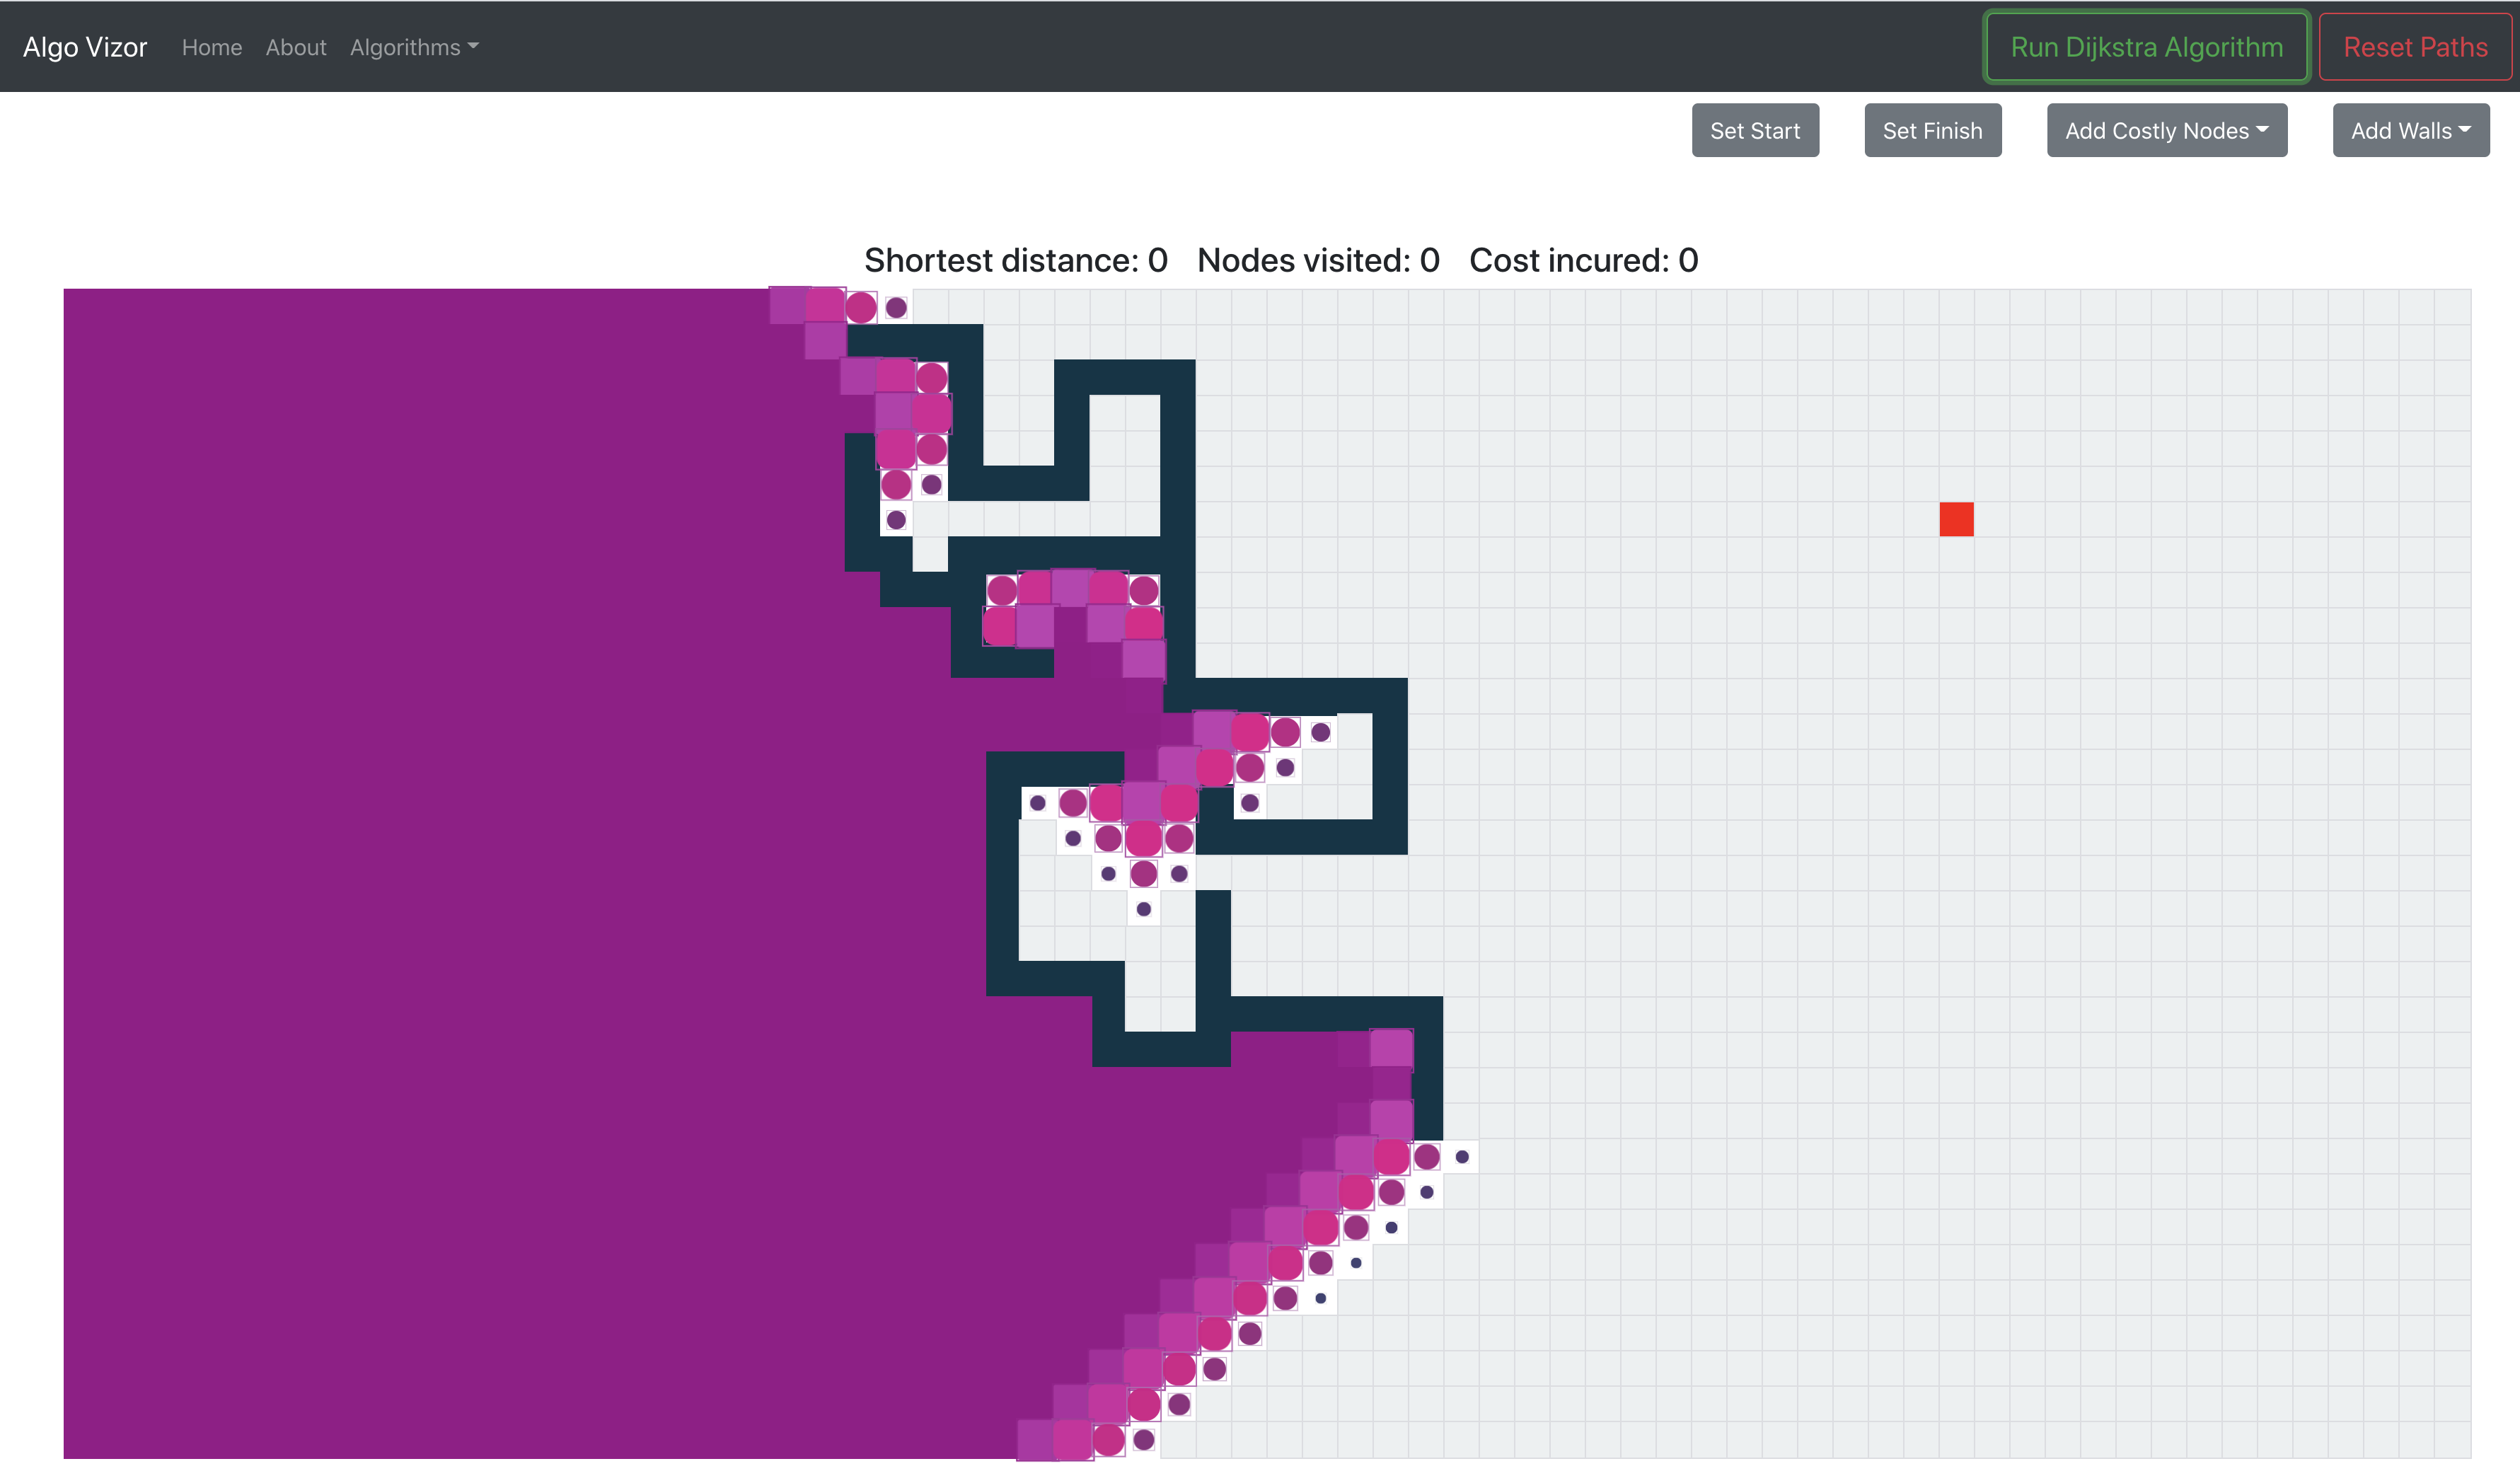 Algo Vizor Home About Algorithms Run Dijkstra Algorithm Reset Paths
Set Start Set Finish Add Costly Nodes Add Walls
Shortest distance: 0 Nodes visited: 0 Cost incured: 0